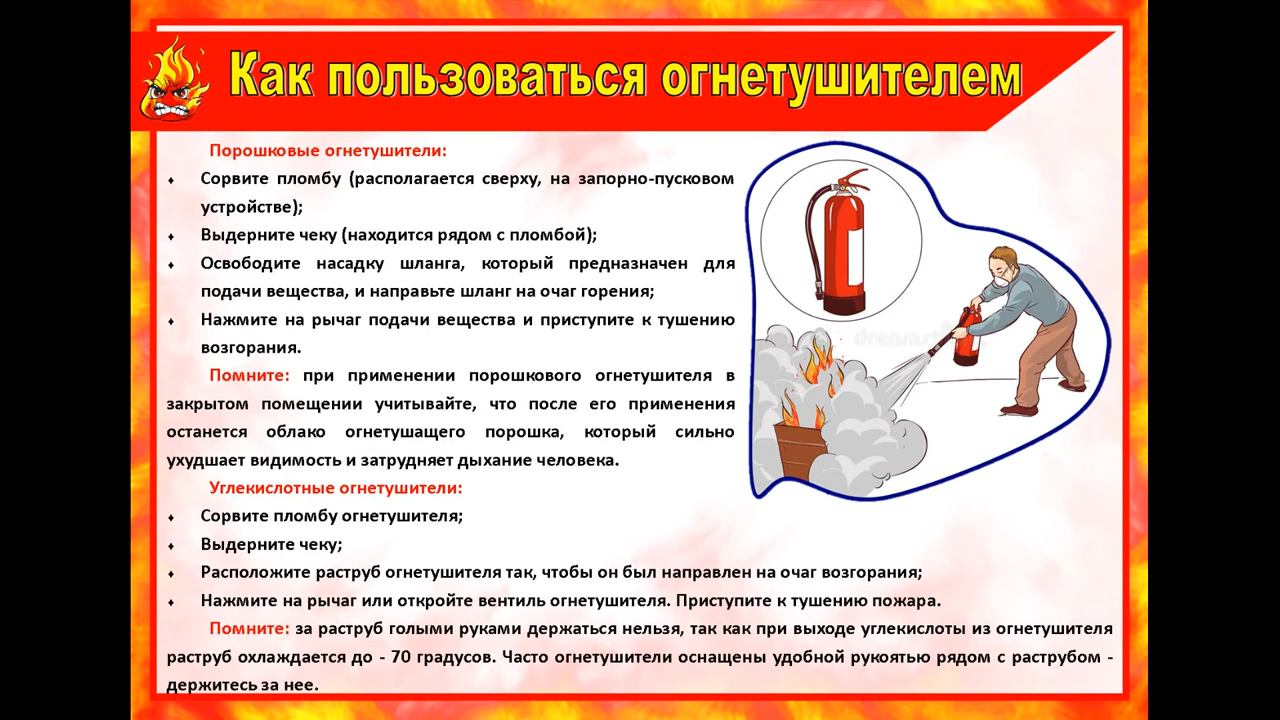 Как пользоваться огнетушителем
Порошковые огнетушители:
♦ Сорвите пломбу (располагается сверху, на запорно-пусковом
устройстве);
♦ Выдерните чеку (находится рядом с пломбой);
♦ Освободите насадку шланга, который предназначен для
подачи вещества, и направьте шланг на очаг горения;
♦ Нажмите на рычаг подачи вещества и приступите к тушению
возгорания.
Помните: при применении порошкового огнетушителя в
закрытом помещении учитывайте, что после его применения
останется облако огнетушащего порошка, который сильно
ухудшает видимость и затрудняет дыхание человека.
Углекислотные огнетушители:
♦ Сорвите пломбу огнетушителя;
♦ Выдерните чеку;
♦ Расположите раструб огнетушителя так, чтобы он был направлен на очаг возгорания;
♦ Нажмите на рычаг или откройте вентиль огнетушителя. Приступите к тушению пожара.
Помните: за раструб голыми руками держаться нельзя, так как при выходе углекислоты из огнетушителя
раструб охлаждается до - 70 градусов. Часто огнетушители оснащены удобной рукоятью рядом с раструбом -
держитесь за нее.